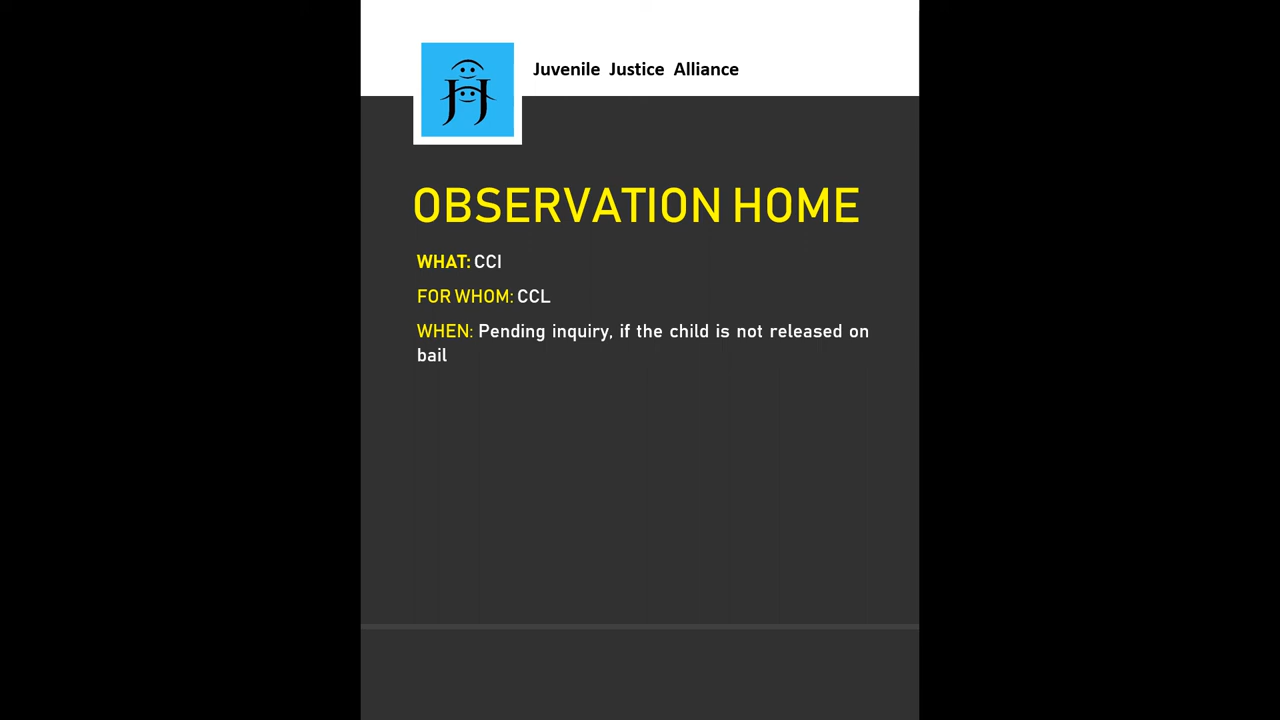 Juvenile Justice Alliance
OBSERVATION HOME
WHAT: CCI
FOR WHOM: CCL
WHEN: Pending inquiry, if the child is not released on
bail